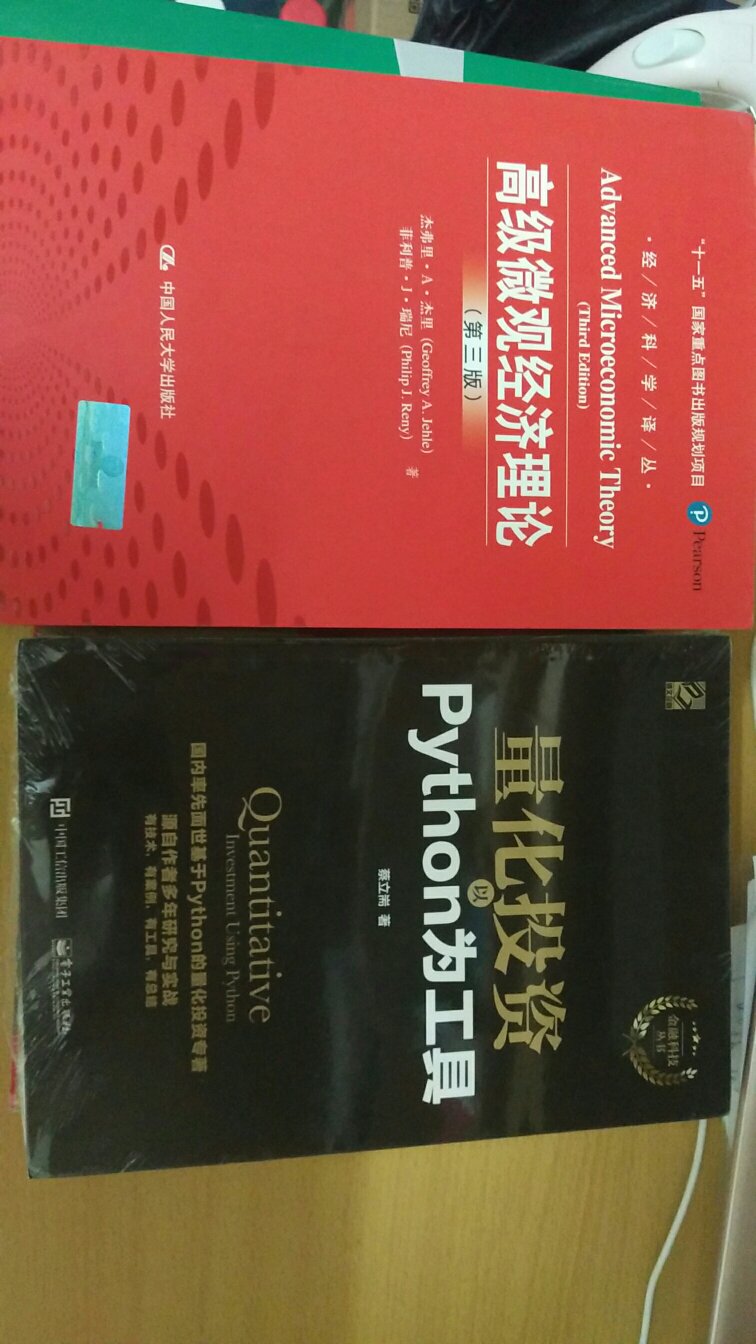 “十一五”国家重点图书出版规划项目
Pearson
·经/济/科/学/译/丛·
Advanced Microeconomic Theory
(Third Edition)
高级微观经济理论
(第三版)
杰弗里·A·杰里 (Geoffrey A. Jehle)
菲利普·J·瑞尼 (Philip J. Reny) 著
中国人民大学出版社
金融科技
丛书
量化投资
以
Python为工具
蔡立耑 著
Quantitative
Investment Using Python
国内率先面世基于Python的量化投资专著
源自作者多年研究与实战
有技术，有案例，有工具，有总结
中国工信出版集团
电子工业出版社